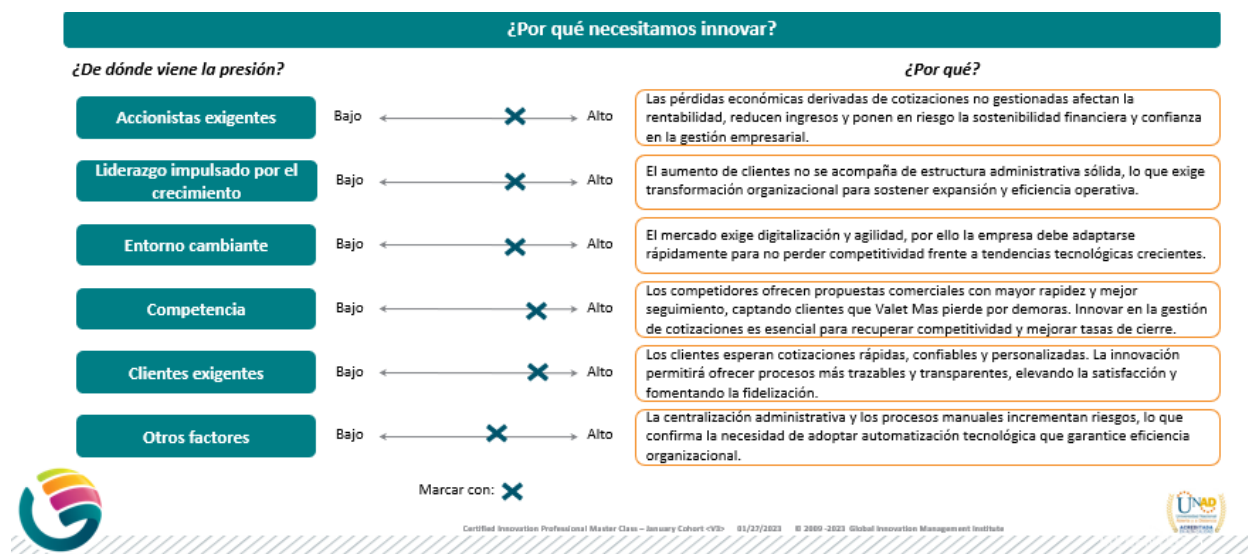 ¿Por qué necesitamos innovar?
¿De dónde viene la presión?
¿Por qué?
Accionistas exigentes
Bajo
Alto
Las pérdidas económicas derivadas de cotizaciones no gestionadas afectan la
rentabilidad, reducen ingresos y ponen en riesgo la sostenibilidad financiera y confianza
en la gestión empresarial.
Liderazgo impulsado por el
crecimiento
Bajo
Alto
El aumento de clientes no se acompaña de estructura administrativa sólida, lo que exige
transformación organizacional para sostener expansión y eficiencia operativa.
Entorno cambiante
Bajo
Alto
El mercado exige digitalización y agilidad, por ello la empresa debe adaptarse
rápidamente para no perder competitividad frente a tendencias tecnológicas crecientes.
Competencia
Bajo
Alto
Los competidores ofrecen propuestas comerciales con mayor rapidez y mejor
seguimiento, captando clientes que Valet Mas pierde por demoras. Innovar en la gestión
de cotizaciones es esencial para recuperar competitividad y mejorar tasas de cierre.
Clientes exigentes
Bajo
Alto
Los clientes esperan cotizaciones rápidas, confiables y personalizadas. La innovación
permitirá ofrecer procesos más trazables y transparentes, elevando la satisfacción y
fomentando la fidelización.
Otros factores
Bajo
Alto
La centralización administrativa y los procesos manuales incrementan riesgos, lo que
confirma la necesidad de adoptar automatización tecnológica que garantice eficiencia
organizacional.
Marcar con:
Certified Innovation Professional Master Class – January Cohort <V3> 01/27/2023 © 2009 -2023 Global Innovation Management Institute
UNAD
ACREDITADA